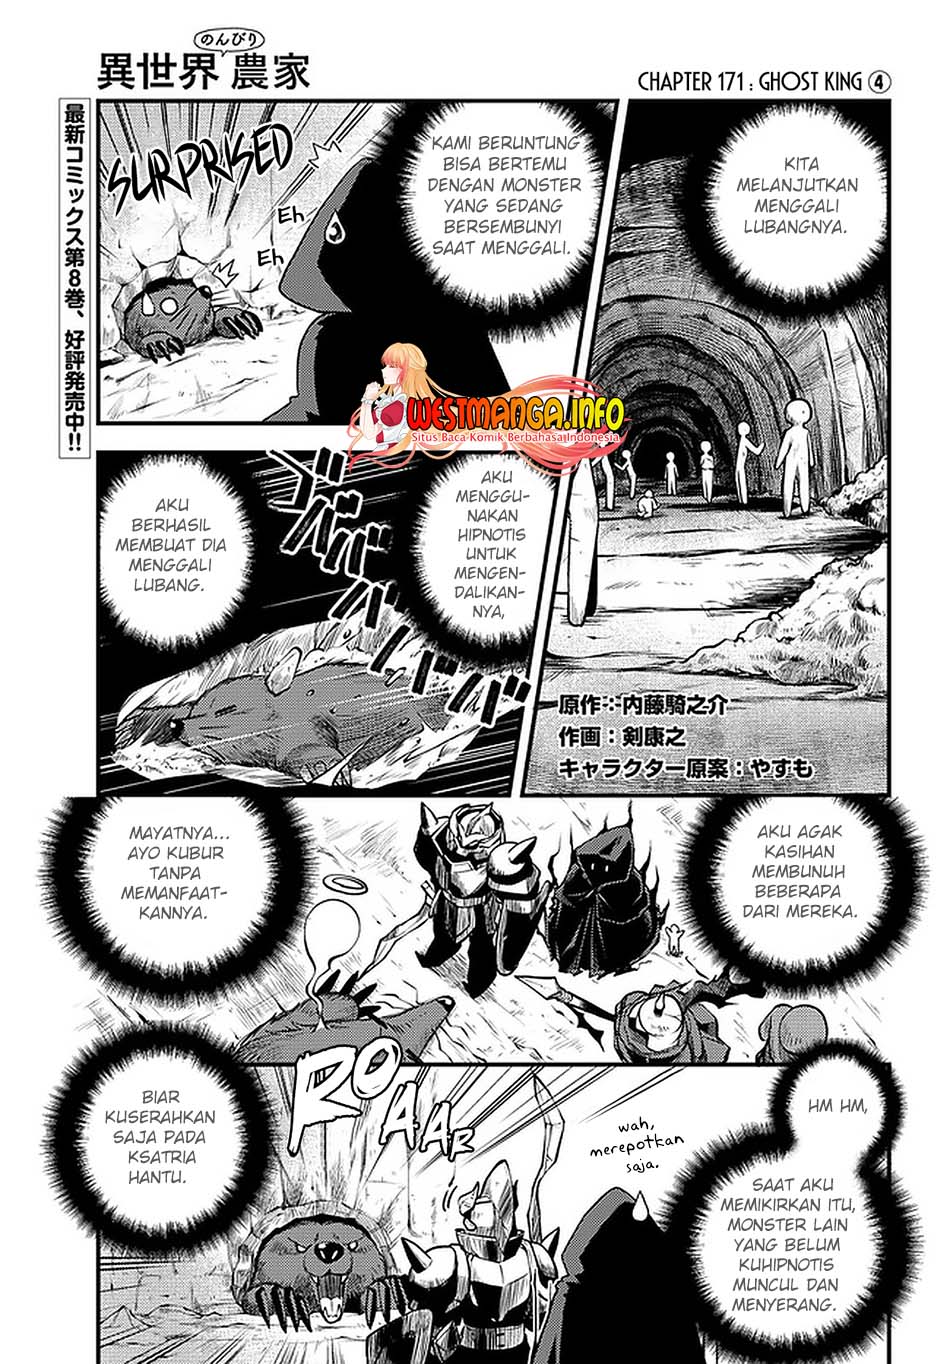 のんびり
異世界 農家
CHAPTER 171 : GHOST KING ④
最新コミックス第8巻、好評発売中!!
KITA
MELANJUTKAN
MENGGALI
LUBANGNYA.
原作：内藤騎之介
作画：剣康之
キャラクター原案：やすも
KAMI BERUNTUNG
BISA BERTEMU
DENGAN MONSTER
YANG SEDANG
BERSEMBUNYI
SAAT MENGGALI.
SURPRISED
Eh
Eh
WESTMANGA.INFO
Situs Baca Komik Berbahasa Indonesia
AKU
MENGGU-
NAKAN
HIPNOTIS
UNTUK
MENGEN-
DALIKAN-
NYA,
AKU
BERHASIL
MEMBUAT DIA
MENGGALI
LUBANG.
AKU AGAK
KASIHAN
MEMBUNUH
BEBERAPA
DARI MEREKA.
MAYATNYA...
AYO KUBUR
TANPA
MEMANFAAT-
KANNYA.
HM HM,
SAAT AKU
MEMIKIRKAN ITU,
MONSTER LAIN
YANG BELUM
KUHIPNOTIS
MUNCUL DAN
MENYERANG.
wah,
merepotkan
saja.
ROAAAR
BIAR
KUSERAHKAN
SAJA PADA
KSATRIA
HANTU.